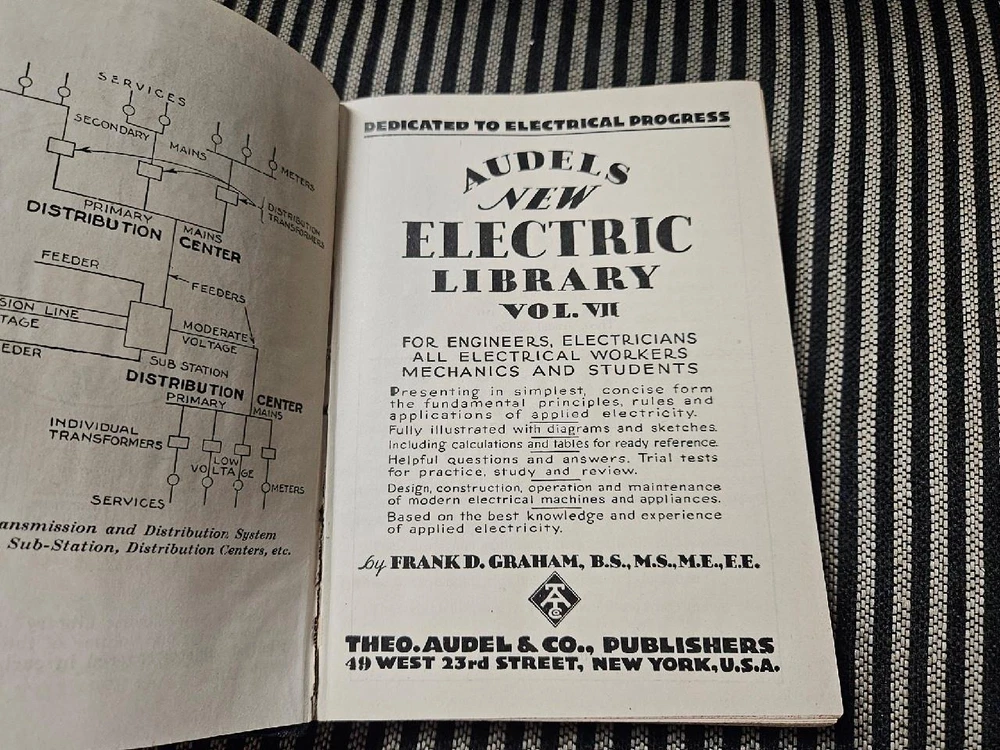 SERVICES
SECONDARY
MAINS
METERS
DISTRIBUTION
TRANSFORMERS
PRIMARY
MAINS
DISTRIBUTION
CENTER
FEEDER
FEEDERS
SION LINE
TAGE
MODERATE
VOLTAGE
EDER
SUB STATION
DISTRIBUTION CENTER
PRIMARY
MAINS
INDIVIDUAL
TRANSFORMERS
LOW
VOLTAGE
METERS
SERVICES
ansmission and Distribution System
Sub-Station, Distribution Centers, etc.
DEDICATED TO ELECTRICAL PROGRESS
AUDELS
NEW
ELECTRIC
LIBRARY
VOL. VII
FOR ENGINEERS, ELECTRICIANS
ALL ELECTRICAL WORKERS
MECHANICS AND STUDENTS
Presenting in simplest, concise form
the fundamental principles, rules and
applications of applied electricity.
Fully illustrated with diagrams and sketches.
Including calculations and tables for ready reference.
Helpful questions and answers. Trial tests
for practice, study and review.
Design, construction, operation and maintenance
of modern electrical machines and appliances.
Based on the best knowledge and experience
of applied electricity.
by FRANK D. GRAHAM, B.S., M.S., M.E., E.E.
TAC°
THEO. AUDEL & CO., PUBLISHERS
49 WEST 23rd STREET, NEW YORK, U.S.A.